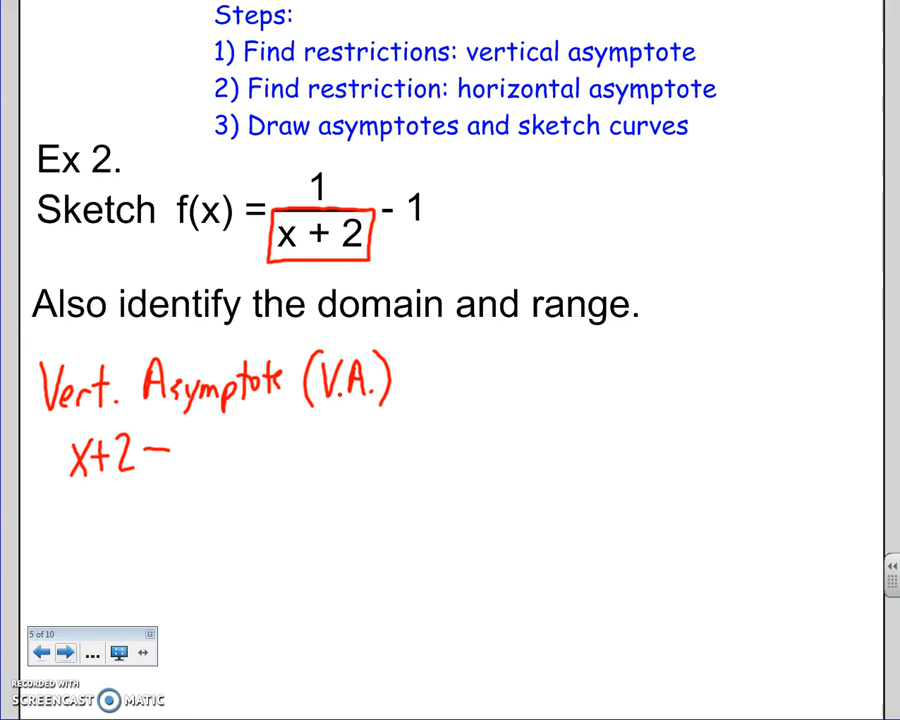 Steps:
1) Find restrictions: vertical asymptote
2) Find restriction: horizontal asymptote
3) Draw asymptotes and sketch curves
Ex 2.
Sketch f(x) = 1/(x + 2) - 1
Also identify the domain and range.
Vert. Asymptote (V.A.)
x+2 −
5 of 10
...
RECORDED WITH
SCREENCAST MATIC